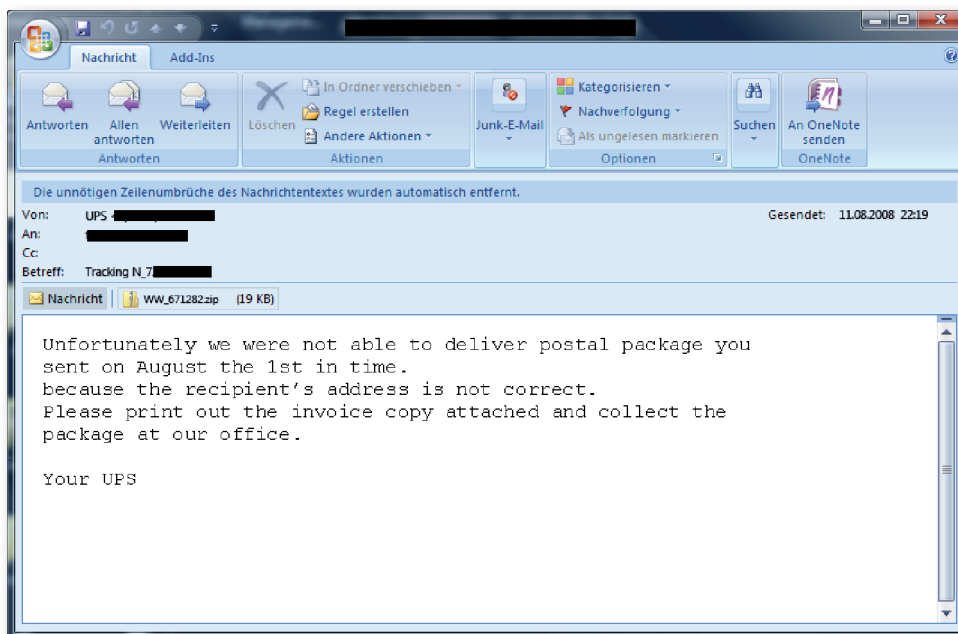 Nachricht Add-Ins
Antworten
Allen antworten
Weiterleiten
Antworten
Löschen
In Ordner verschieben
Regel erstellen
Andere Aktionen
Aktionen
Junk-E-Mail
Kategorisieren
Nachverfolgung
Als ungelesen markieren
Optionen
Suchen
An OneNote senden
OneNote
Die unnötigen Zeilenumbrüche des Nachrichtentextes wurden automatisch entfernt.
Von: UPS
Gesendet: 11.08.2008 22:19
An:
Cc:
Betreff: Tracking N_7
Nachricht WW_671282.zip (19 KB)
Unfortunately we were not able to deliver postal package you
sent on August the 1st in time.
because the recipient's address is not correct.
Please print out the invoice copy attached and collect the
package at our office.
Your UPS